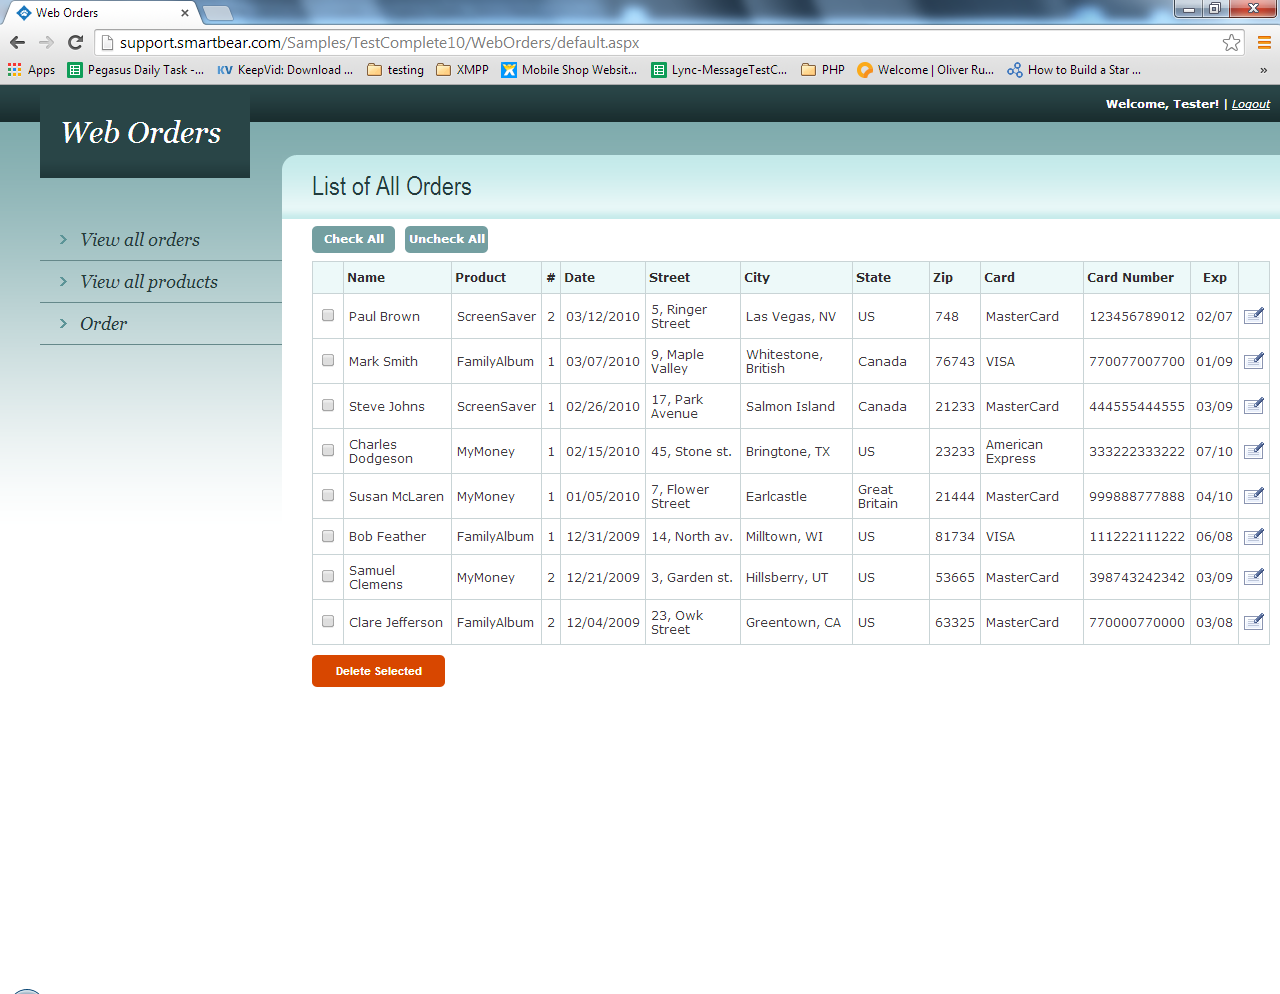 Web Orders
support.smartbear.com/Samples/TestComplete10/WebOrders/default.aspx
Apps Pegasus Daily Task -... KV KeepVid: Download ... testing XMPP Mobile Shop Websit... Lync-MessageTestC... PHP Welcome | Oliver Ru... How to Build a Star ... »
Welcome, Tester! | Logout
Web Orders
View all orders
View all products
Order
List of All Orders
Check All Uncheck All
Name Product # Date Street City State Zip Card Card Number Exp
Paul Brown ScreenSaver 2 03/12/2010 5, Ringer Street Las Vegas, NV US 748 MasterCard 123456789012 02/07
Mark Smith FamilyAlbum 1 03/07/2010 9, Maple Valley Whitestone, British Canada 76743 VISA 770077007700 01/09
Steve Johns ScreenSaver 1 02/26/2010 17, Park Avenue Salmon Island Canada 21233 MasterCard 444555444555 03/09
Charles Dodgeson MyMoney 1 02/15/2010 45, Stone st. Bringtone, TX US 23233 American Express 333222333222 07/10
Susan McLaren MyMoney 1 01/05/2010 7, Flower Street Earlcastle Great Britain 21444 MasterCard 999888777888 04/10
Bob Feather FamilyAlbum 1 12/31/2009 14, North av. Milltown, WI US 81734 VISA 111222111222 06/08
Samuel Clemens MyMoney 2 12/21/2009 3, Garden st. Hillsberry, UT US 53665 MasterCard 398743242342 03/09
Clare Jefferson FamilyAlbum 2 12/04/2009 23, Owk Street Greentown, CA US 63325 MasterCard 770000770000 03/08
Delete Selected